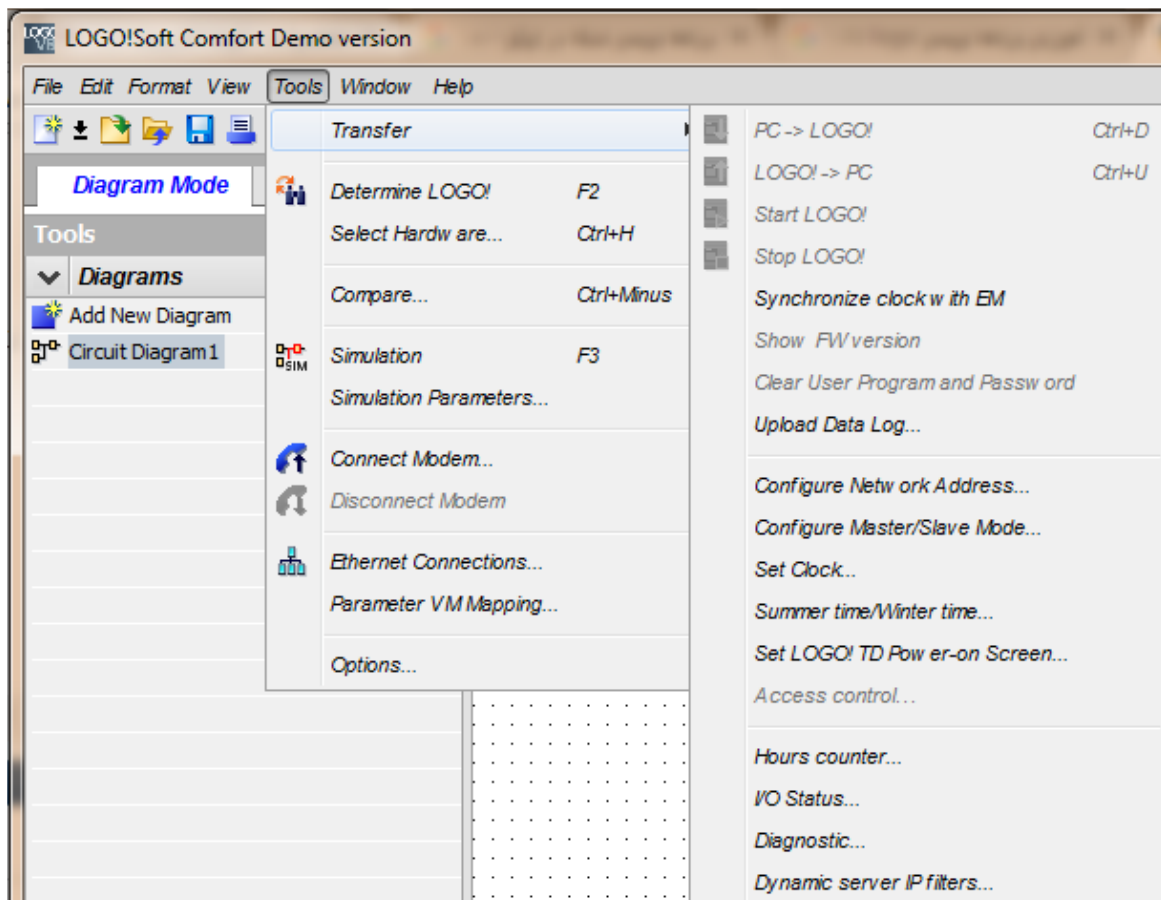 LOGO!Soft Comfort Demo version
File Edit Format View Tools Window Help
Diagram Mode
Tools
Diagrams
Add New Diagram
Circuit Diagram1
Transfer
Determine LOGO! F2
Select Hardware... Ctrl+H
Compare... Ctrl+Minus
SIM Simulation F3
Simulation Parameters...
Connect Modem...
Disconnect Modem
Ethernet Connections...
Parameter VM Mapping...
Options...
PC -> LOGO! Ctrl+D
LOGO! -> PC Ctrl+U
Start LOGO!
Stop LOGO!
Synchronize clock with EM
Show FW version
Clear User Program and Password
Upload Data Log...
Configure Network Address...
Configure Master/Slave Mode...
Set Clock...
Summer time/Winter time...
Set LOGO! TD Power-on Screen...
Access control...
Hours counter...
I/O Status...
Diagnostic...
Dynamic server IP filters...